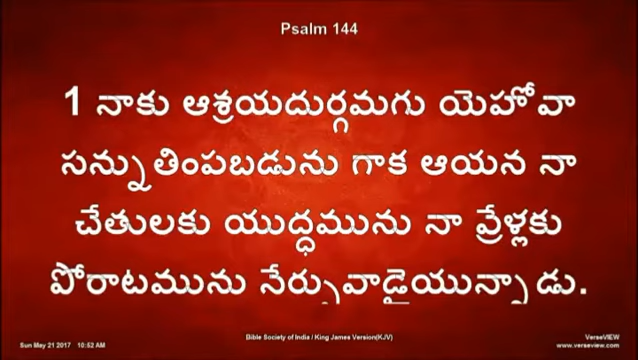 Psalm 144
1 నాకు ఆశ్రయదుర్గమగు యెహోవా
సన్నుతింపబడును గాక ఆయన నా
చేతులకు యుద్ధమును నా వ్రేళ్లకు
పోరాటమును నేర్పువాడైయున్నాడు.
Bible Society of India / King James Version(KJV)
Sun May 21 2017 10:52 AM
VerseVIEW
www.verseview.com